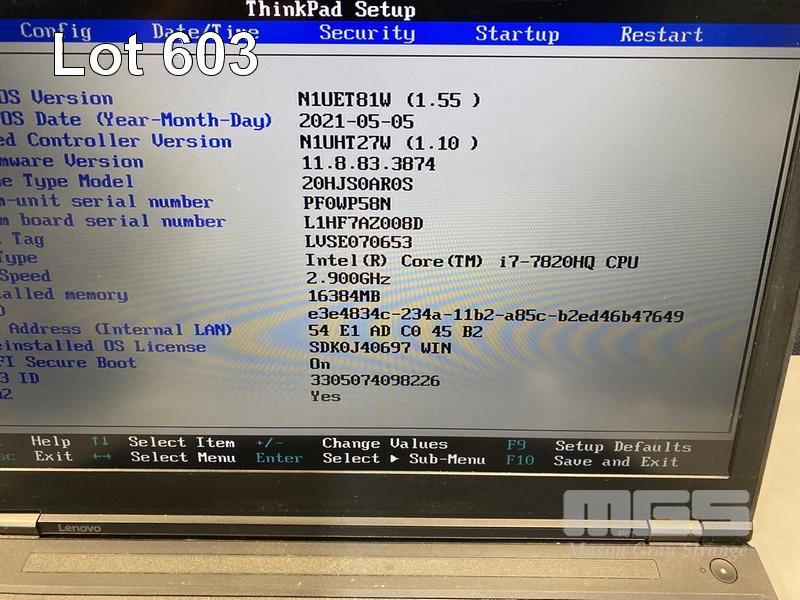 ThinkPad Setup
Config Date/Time Security Startup Restart
Lot 603
OS Version N1UET81W (1.55 )
OS Date (Year-Month-Day) 2021-05-05
ed Controller Version N1UHT27W (1.10 )
mware Version 11.8.83.3874
e Type Model 20HJS0AR0S
m-unit serial number PF0WP58N
m board serial number L1HF7AZ008D
Tag LVSE070653
Type Intel(R) Core(TM) i7-7820HQ CPU
Speed 2.900GHz
alled memory 16384MB
D e3e4834c-234a-11b2-a85c-b2ed46b47649
Address (Internal LAN) 54 E1 AD C0 45 B2
einstalled OS License SDK0J40697 WIN
FI Secure Boot On
3 ID 3305074098226
a2 Yes
Help ↑↓ Select Item +/- Change Values F9 Setup Defaults
sc Exit ←→ Select Menu Enter Select ▶ Sub-Menu F10 Save and Exit
Lenovo
MGS
Mason Gray Strange